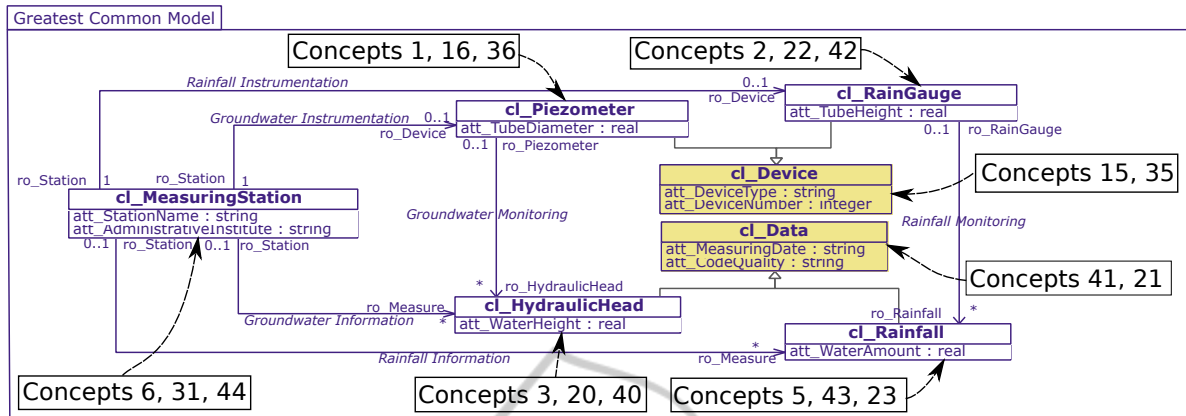 Greatest Common Model
Concepts 1, 16, 36
Concepts 2, 22, 42
Rainfall Instrumentation
0..1
ro_Device
cl_RainGauge
att_TubeHeight : real
0..1
ro_RainGauge
Groundwater Instrumentation
0..1
ro_Device
cl_Piezometer
att_TubeDiameter : real
0..1
ro_Piezometer
cl_Device
att_DeviceType : string
att_DeviceNumber : integer
Concepts 15, 35
ro_Station
1
ro_Station
1
cl_MeasuringStation
att_StationName : string
att_AdministrativeInstitute : string
0..1
ro_Station
0..1
ro_Station
Groundwater Monitoring
Rainfall Monitoring
cl_Data
att_MeasuringDate : string
att_CodeQuality : string
Concepts 41, 21
*
ro_HydraulicHead
ro_Measure
*
Groundwater Information
cl_HydraulicHead
att_WaterHeight : real
ro_Rainfall
*
cl_Rainfall
att_WaterAmount : real
Rainfall Information
*
ro_Measure
Concepts 6, 31, 44
Concepts 3, 20, 40
Concepts 5, 43, 23